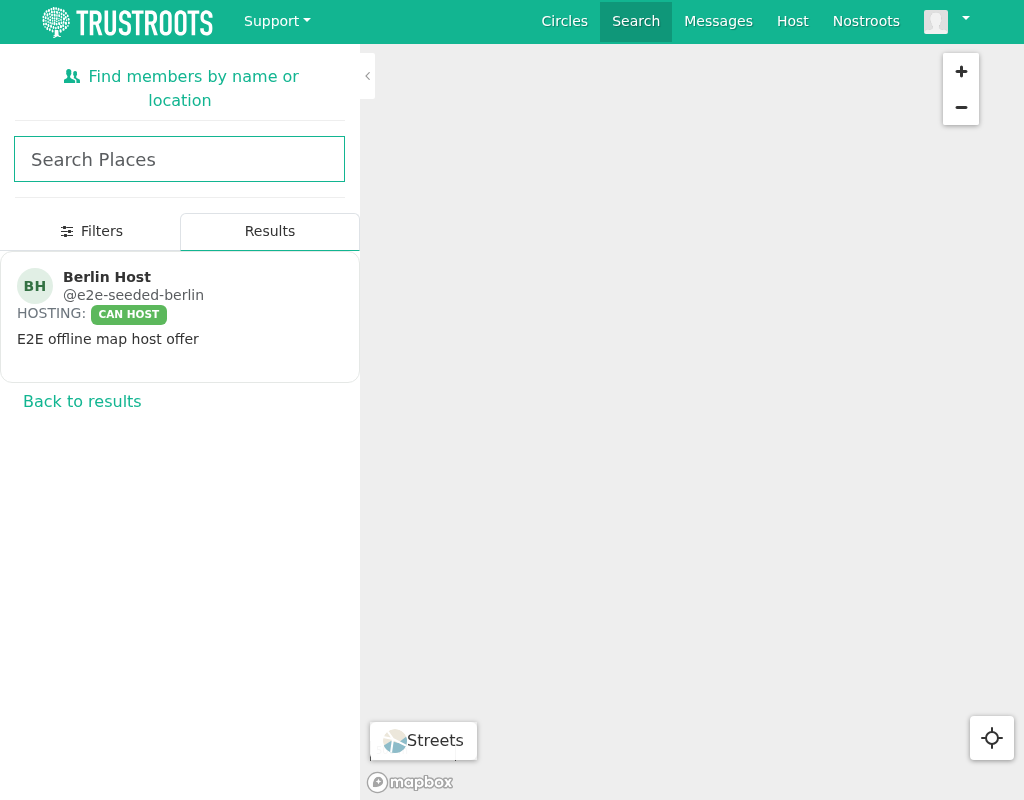 TRUSTROOTS
Support
Circles
Search
Messages
Host
Nostroots
Find members by name or
location
Search Places
Filters
Results
BH
Berlin Host
@e2e-seeded-berlin
HOSTING: CAN HOST
E2E offline map host offer
Back to results
Streets
mapbox